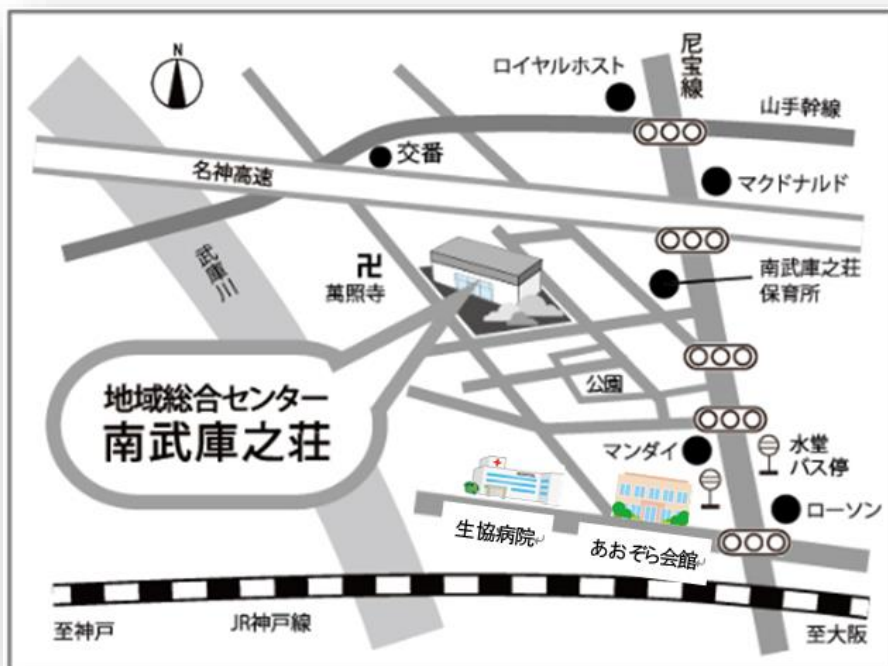 N
ロイヤルホスト
尼宝線
山手幹線
交番
名神高速
マクドナルド
武庫川
卍
萬照寺
南武庫之荘
保育所
地域総合センター
南武庫之荘
公園
マンダイ
水堂
バス停
ローソン
生協病院
あおぞら会館
至神戸
JR神戸線
至大阪